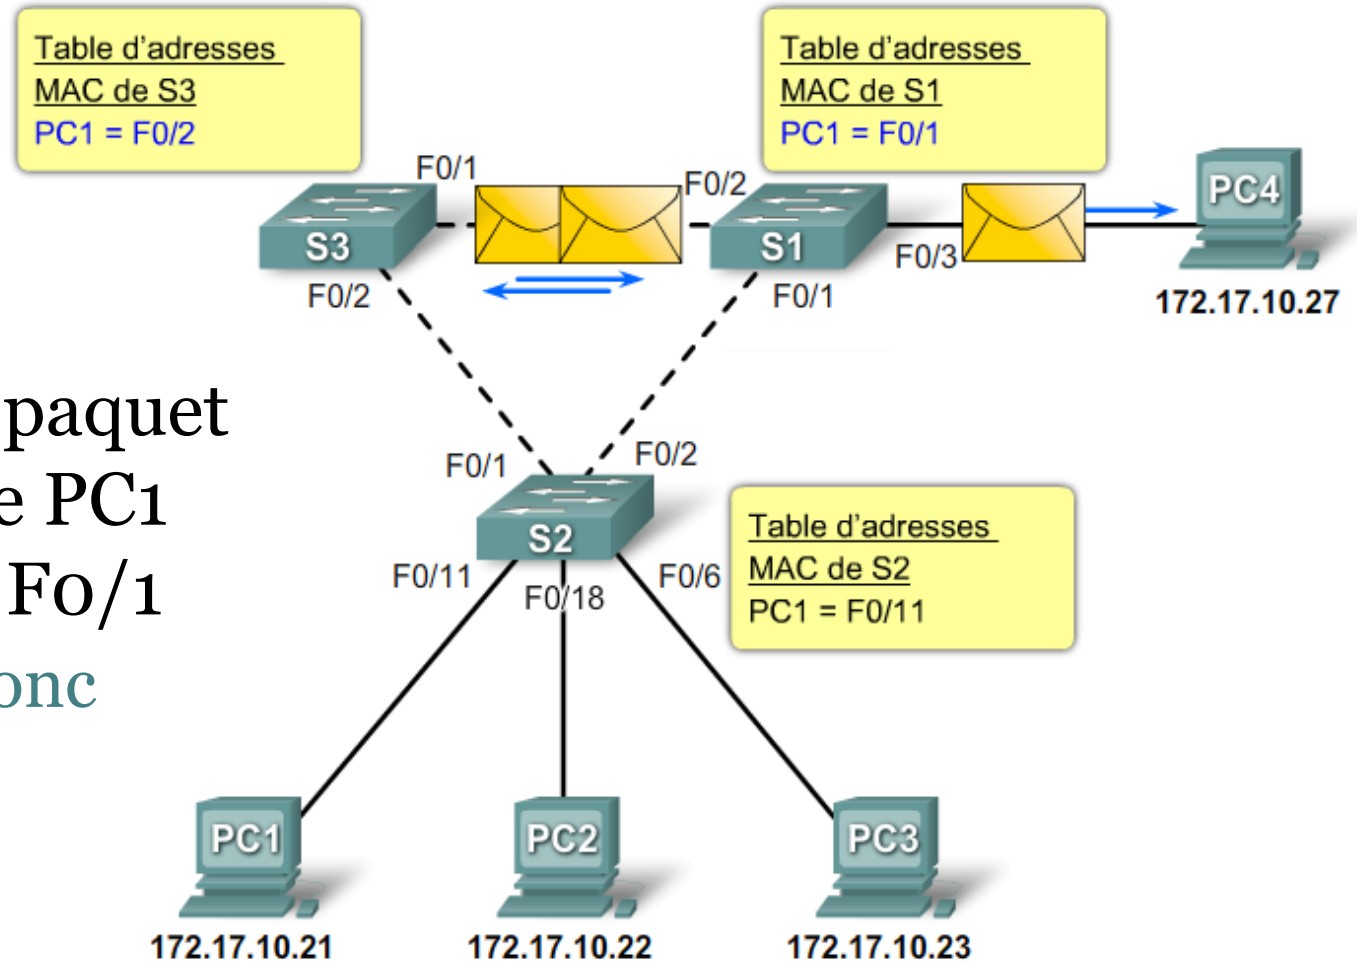 Table d'adresses
MAC de S3
PC1 = F0/2
Table d'adresses
MAC de S1
PC1 = F0/1
F0/1
F0/2
PC4
S3
S1
F0/3
F0/2
F0/1
172.17.10.27
paquet
e PC1
F0/1
onc
F0/1
F0/2
S2
Table d'adresses
MAC de S2
PC1 = F0/11
F0/11
F0/18
F0/6
PC1
PC2
PC3
172.17.10.21
172.17.10.22
172.17.10.23